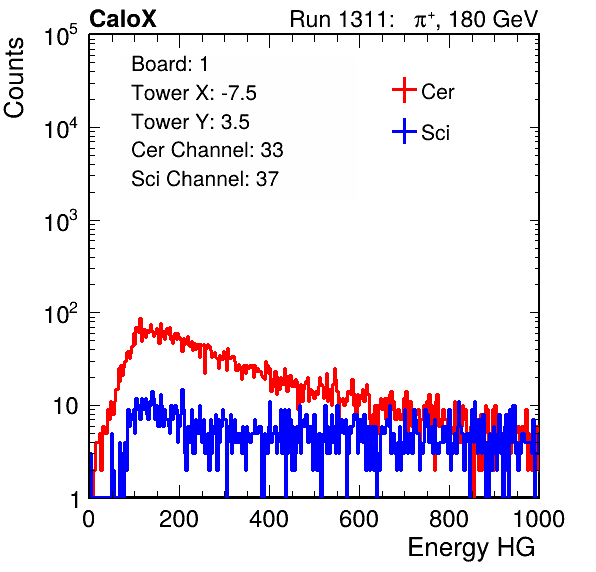 CaloX Run 1311: π⁺, 180 GeV
Counts
Board: 1
Tower X: -7.5
Tower Y: 3.5
Cer Channel: 33
Sci Channel: 37
Cer
Sci
10⁵
10⁴
10³
10²
10
1
0 200 400 600 800 1000
Energy HG